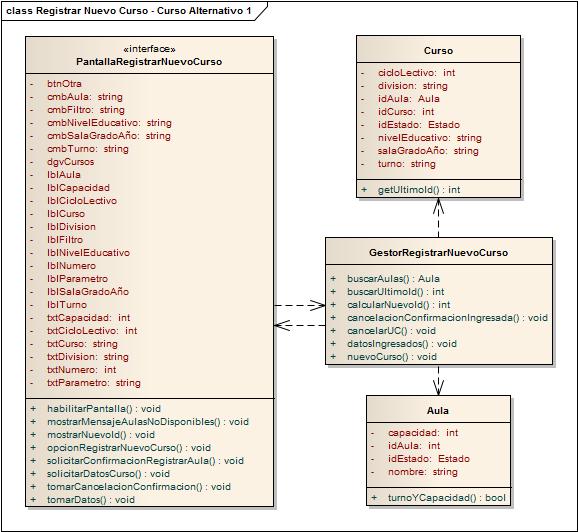 class Registrar Nuevo Curso - Curso Alternativo 1
«interface»
PantallaRegistrarNuevoCurso
- btnOtra
- cmbAula: string
- cmbFiltro: string
- cmbNivelEducativo: string
- cmbSalaGradoAño: string
- cmbTurno: string
- dgvCursos
- lblAula
- lblCapacidad
- lblCicloLectivo
- lblCurso
- lblDivision
- lblFiltro
- lblNivelEducativo
- lblNumero
- lblParametro
- lblSalaGradoAño
- lblTurno
- txtCapacidad: int
- txtCicloLectivo: int
- txtCurso: string
- txtDivision: string
- txtNumero: int
- txtParametro: string
+ habilitarPantalla() : void
+ mostrarMensajeAulasNoDisponibles() : void
+ mostrarNuevoId() : void
+ opcionRegistrarNuevoCurso() : void
+ solicitarConfirmacionRegistrarAula() : void
+ solicitarDatosCurso() : void
+ tomarCancelacionConfirmacion() : void
+ tomarDatos() : void
Curso
- cicloLectivo: int
- division: string
- idAula: Aula
- idCurso: int
- idEstado: Estado
- nivelEducativo: string
- salaGradoAño: string
- turno: string
+ getUltimoId() : int
GestorRegistrarNuevoCurso
+ buscarAulas() : Aula
+ buscarUltimoId() : int
+ calcularNuevoId() : int
+ cancelacionConfirmacionIngresada() : void
+ cancelarUC() : void
+ datosIngresados() : void
+ nuevoCurso() : void
Aula
- capacidad: int
- idAula: int
- idEstado: Estado
- nombre: string
+ turnoYCapacidad() : bool